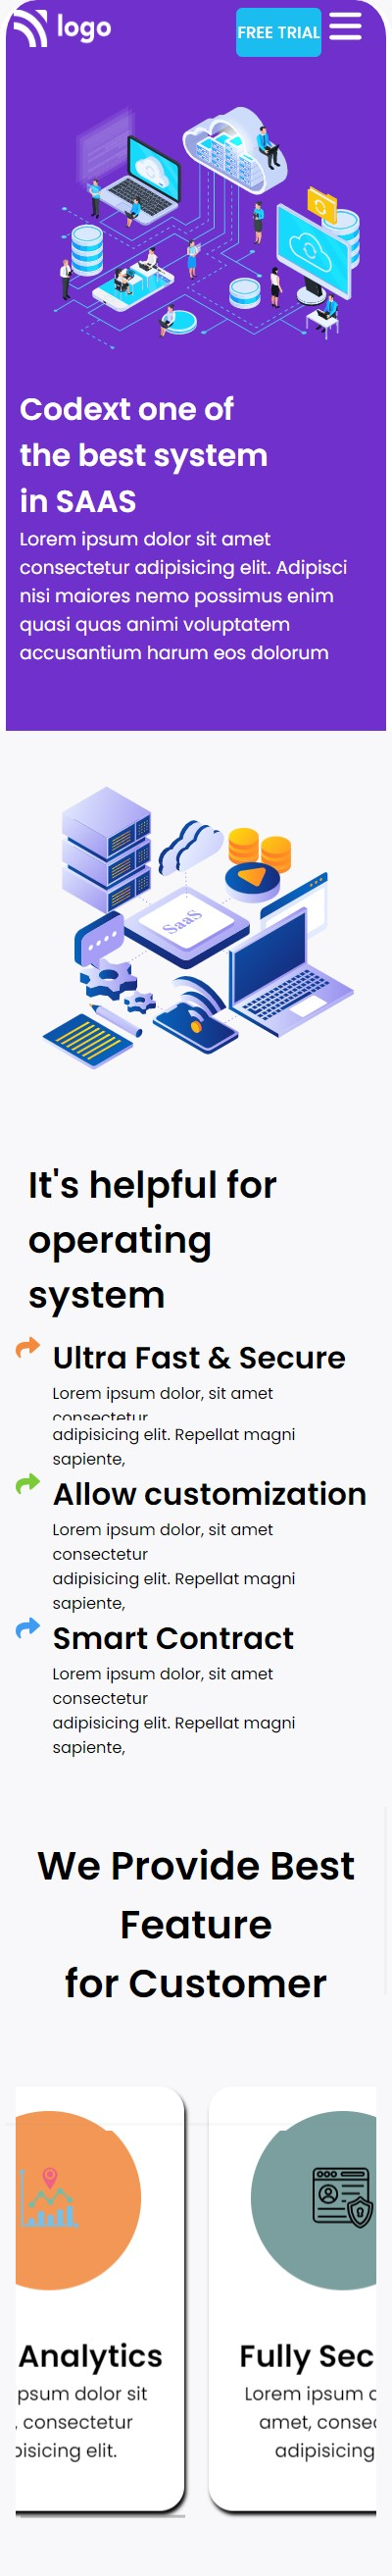 logo
FREE TRIAL
Codext one of
the best system
in SAAS
Lorem ipsum dolor sit amet
consectetur adipisicing elit. Adipisci
nisi maiores nemo possimus enim
quasi quas animi voluptatem
accusantium harum eos dolorum
SaaS
It's helpful for
operating
system
Ultra Fast & Secure
Lorem ipsum dolor, sit amet
consectetur
adipisicing elit. Repellat magni
sapiente,
Allow customization
Lorem ipsum dolor, sit amet
consectetur
adipisicing elit. Repellat magni
sapiente,
Smart Contract
Lorem ipsum dolor, sit amet
consectetur
adipisicing elit. Repellat magni
sapiente,
We Provide Best
Feature
for Customer
Analytics
psum dolor sit
, consectetur
pisicing elit.
Fully Sec
Lorem ipsum
amet, consec
adipisicing